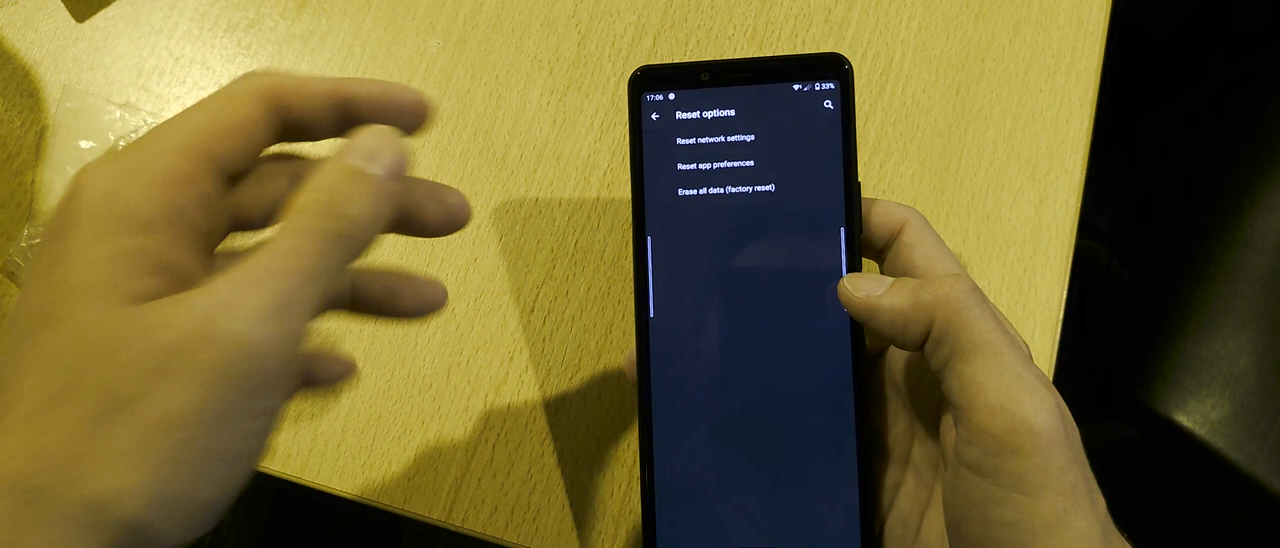 17:06 33%
Reset options
Reset network settings
Reset app preferences
Erase all data (factory reset)